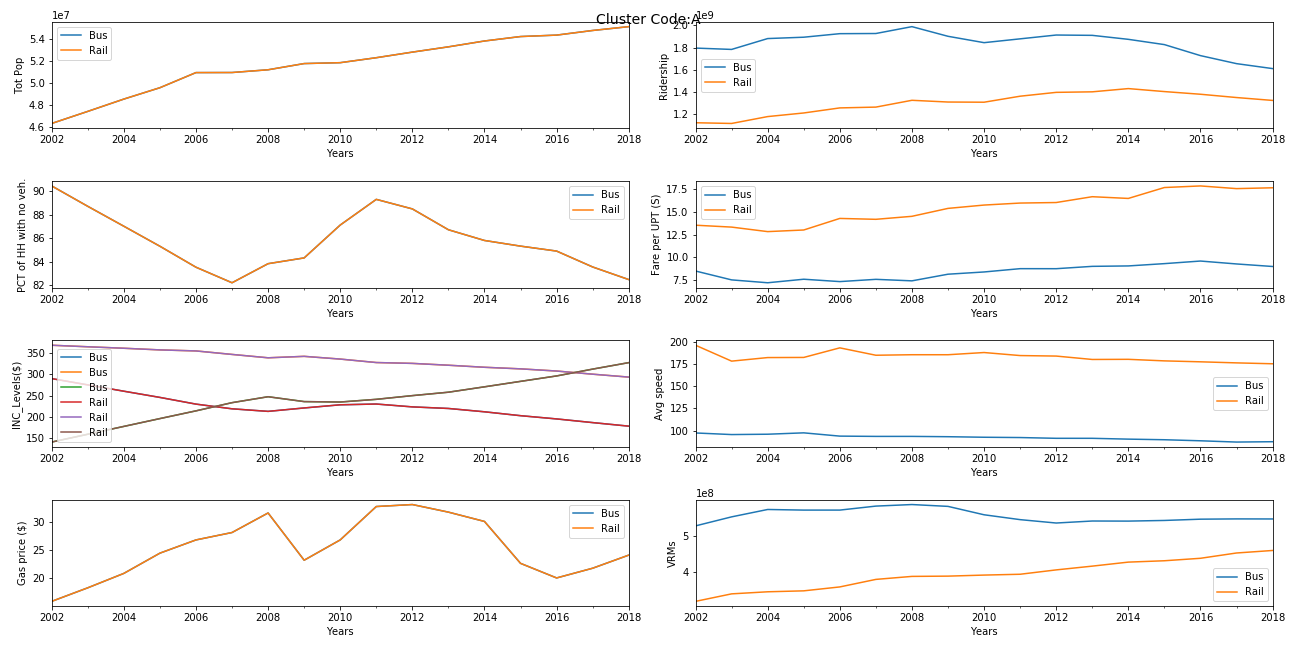 Cluster Code:A
1e7
5.4
5.2
5.0
4.8
4.6
Tot Pop
Bus
Rail
2002 2004 2006 2008 2010 2012 2014 2016 2018
Years
1e9
2.0
1.8
1.6
1.4
1.2
Ridership
Bus
Rail
2002 2004 2006 2008 2010 2012 2014 2016 2018
Years
90
88
86
84
82
PCT of HH with no veh.
Bus
Rail
2002 2004 2006 2008 2010 2012 2014 2016 2018
Years
17.5
15.0
12.5
10.0
7.5
Fare per UPT (S)
Bus
Rail
2002 2004 2006 2008 2010 2012 2014 2016 2018
Years
350
300
250
200
150
INC_Levels($)
Bus
Bus
Bus
Rail
Rail
Rail
2002 2004 2006 2008 2010 2012 2014 2016 2018
Years
200
175
150
125
100
Avg speed
Bus
Rail
2002 2004 2006 2008 2010 2012 2014 2016 2018
Years
30
25
20
Gas price ($)
Bus
Rail
2002 2004 2006 2008 2010 2012 2014 2016 2018
Years
1e8
5
4
VRMs
Bus
Rail
2002 2004 2006 2008 2010 2012 2014 2016 2018
Years